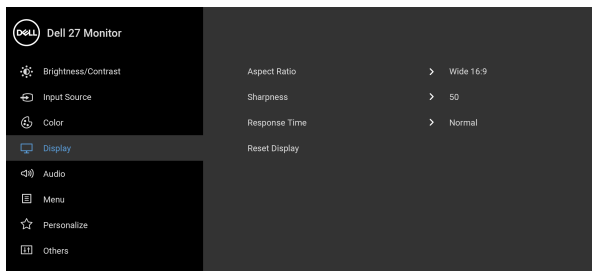 DELL Dell 27 Monitor
Brightness/Contrast
Input Source
Color
Display
Audio
Menu
Personalize
Others
Aspect Ratio > Wide 16:9
Sharpness > 50
Response Time > Normal
Reset Display